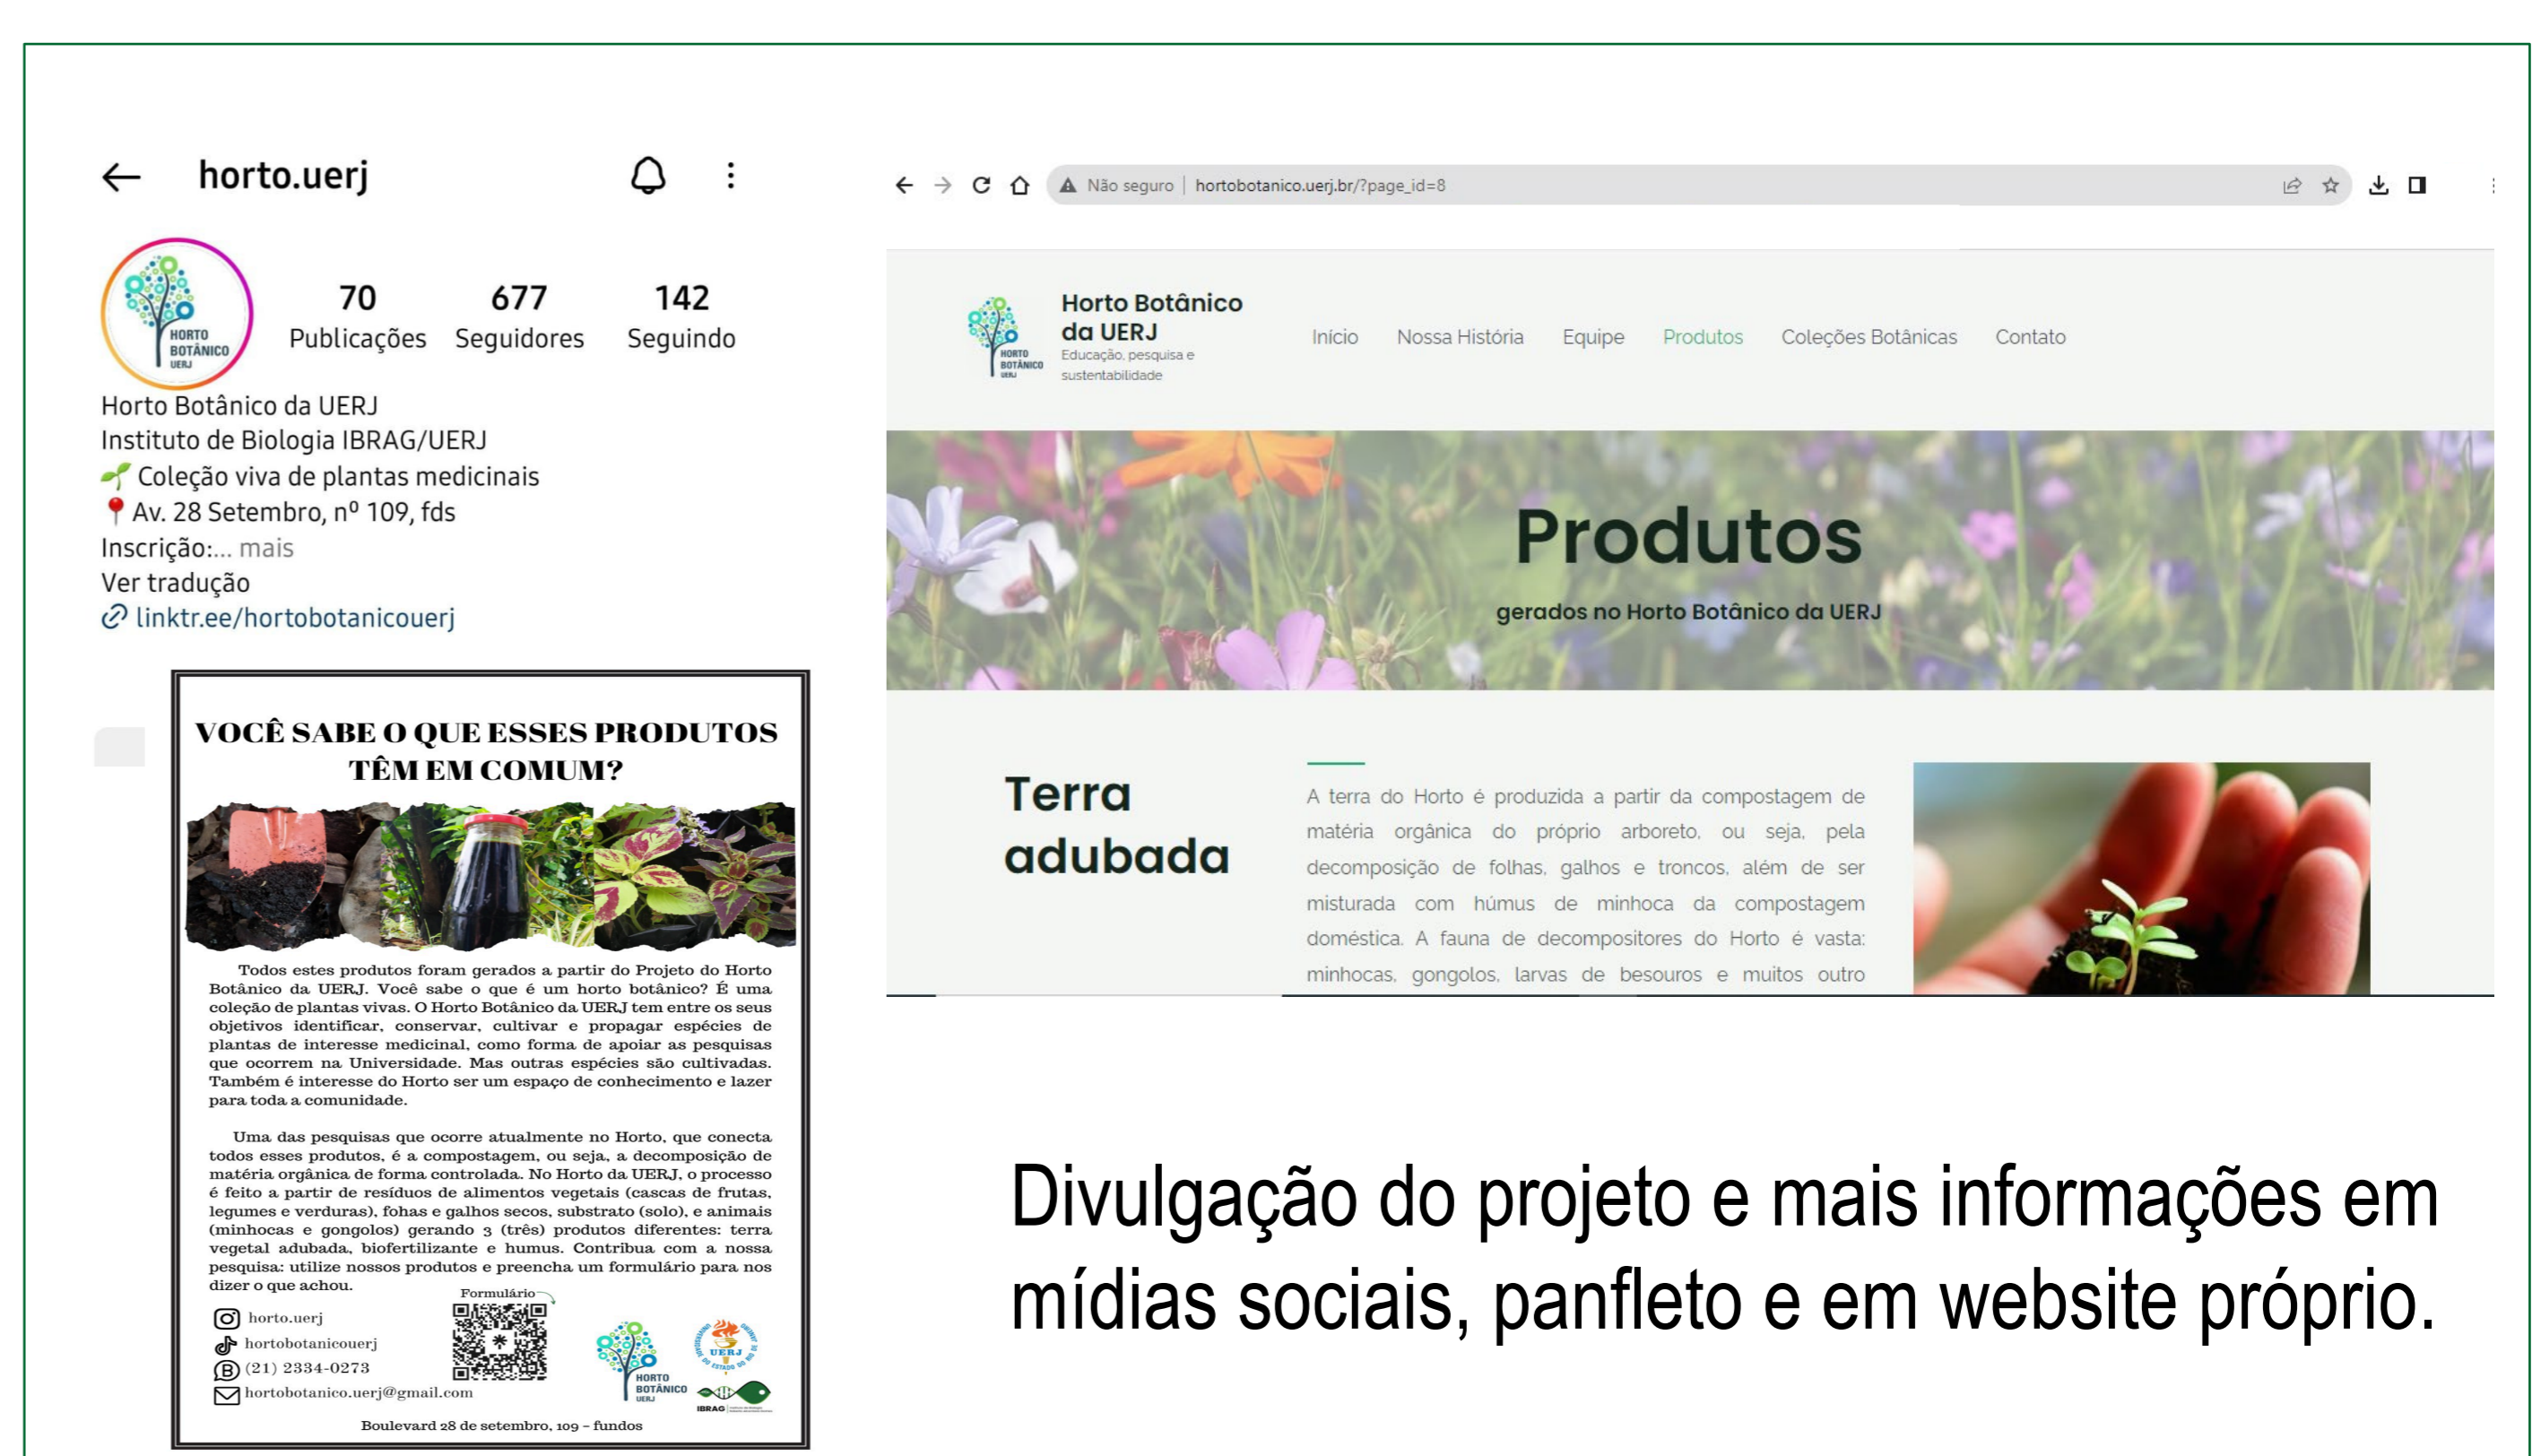 horto.uerj
HORTO
BOTÂNICO
UERJ
70 677 142
Publicações Seguidores Seguindo
Horto Botânico da UERJ
Instituto de Biologia IBRAG/UERJ
🌱 Coleção viva de plantas medicinais
📍 Av. 28 Setembro, nº 109, fds
Inscrição:... mais
Ver tradução
linktr.ee/hortobotanicouerj
VOCÊ SABE O QUE ESSES PRODUTOS
TÊM EM COMUM?
Todos estes produtos foram gerados a partir do Projeto do Horto
Botânico da UERJ. Você sabe o que é um horto botânico? É uma
coleção de plantas vivas. O Horto Botânico da UERJ tem entre os seus
objetivos identificar, conservar, cultivar e propagar espécies de
plantas de interesse medicinal, como forma de apoiar as pesquisas
que ocorrem na Universidade. Mas outras espécies são cultivadas.
Também é interesse do Horto ser um espaço de conhecimento e lazer
para toda a comunidade.
Uma das pesquisas que ocorre atualmente no Horto, que conecta
todos esses produtos, é a compostagem, ou seja, a decomposição de
matéria orgânica de forma controlada. No Horto da UERJ, o processo
é feito a partir de resíduos de alimentos vegetais (cascas de frutas,
legumes e verduras), folhas e galhos secos, substrato (solo), e animais
(minhocas e gongolos) gerando 3 (três) produtos diferentes: terra
vegetal adubada, biofertilizante e humus. Contribua com a nossa
pesquisa: utilize nossos produtos e preencha um formulário para nos
dizer o que achou.
Formulário
horto.uerj
hortobotanicouerj
(21) 2334-0273
hortobotanico.uerj@gmail.com
HORTO
BOTÂNICO
UERJ
UERJ
IBRAG
Boulevard 28 de setembro, 109 - fundos
Não seguro | hortobotanico.uerj.br/?page_id=8
HORTO
BOTÂNICO
UERJ
Horto Botânico
da UERJ
Educação, pesquisa e
sustentabilidade
Início Nossa História Equipe Produtos Coleções Botânicas Contato
Produtos
gerados no Horto Botânico da UERJ
Terra
adubada
A terra do Horto é produzida a partir da compostagem de
matéria orgânica do próprio arboreto, ou seja, pela
decomposição de folhas, galhos e troncos, além de ser
misturada com húmus de minhoca da compostagem
doméstica. A fauna de decompositores do Horto é vasta:
minhocas, gongolos, larvas de besouros e muitos outro
Divulgação do projeto e mais informações em
mídias sociais, panfleto e em website próprio.